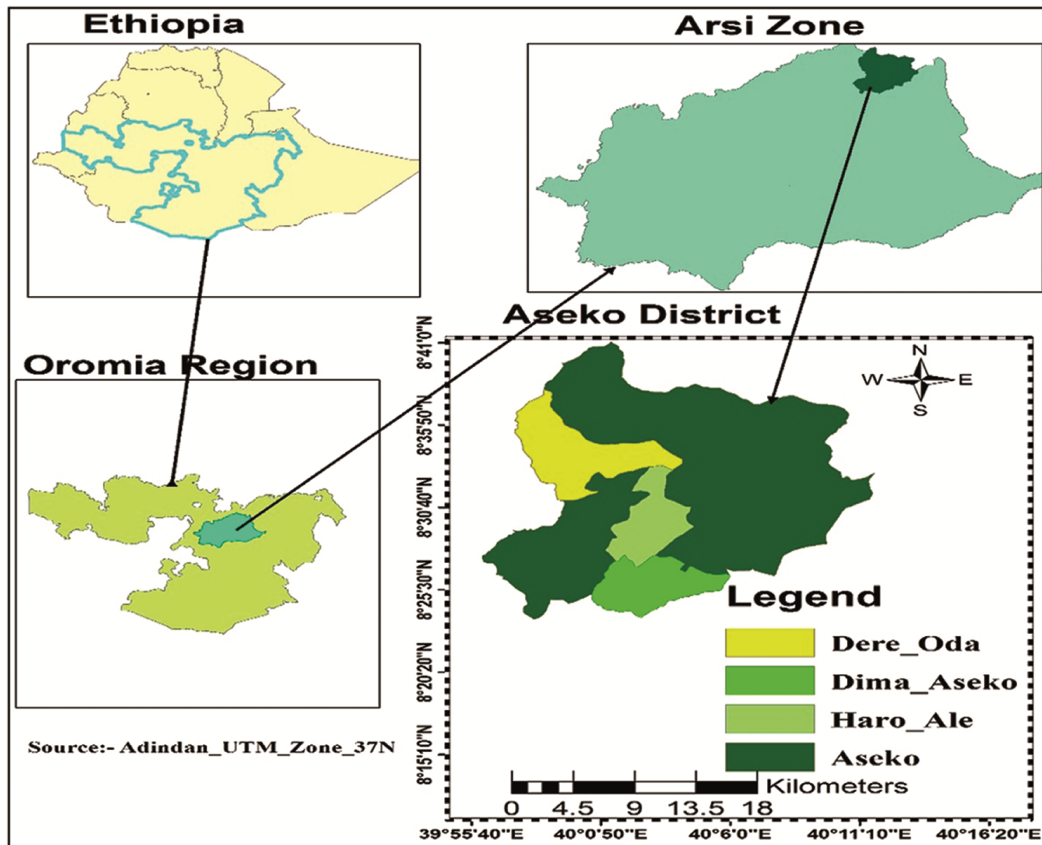 Ethiopia
Arsi Zone
Oromia Region
Aseko District
N
W E
S
8°41'0"N
8°35'50"N
8°30'40"N
8°25'30"N
8°20'20"N
8°15'10"N
Legend
Dere_Oda
Dima_Aseko
Haro_Ale
Aseko
Source:- Adindan_UTM_Zone_37N
Kilometers
0 4.5 9 13.5 18
39°55'40"E 40°0'50"E 40°6'0"E 40°11'10"E 40°16'20"E